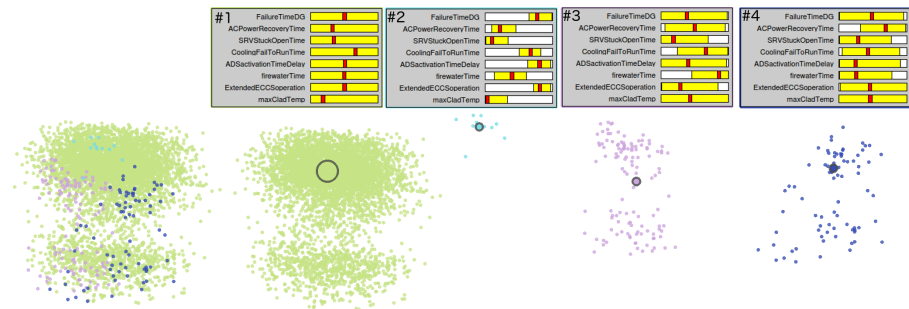 #1
FailureTimeDG
ACPowerRecoveryTime
SRVStuckOpenTime
CoolingFailToRunTime
ADSactivationTimeDelay
firewaterTime
ExtendedECCSoperation
maxCladTemp
#2
FailureTimeDG
ACPowerRecoveryTime
SRVStuckOpenTime
CoolingFailToRunTime
ADSactivationTimeDelay
firewaterTime
ExtendedECCSoperation
maxCladTemp
#3
FailureTimeDG
ACPowerRecoveryTime
SRVStuckOpenTime
CoolingFailToRunTime
ADSactivationTimeDelay
firewaterTime
ExtendedECCSoperation
maxCladTemp
#4
FailureTimeDG
ACPowerRecoveryTime
SRVStuckOpenTime
CoolingFailToRunTime
ADSactivationTimeDelay
firewaterTime
ExtendedECCSoperation
maxCladTemp